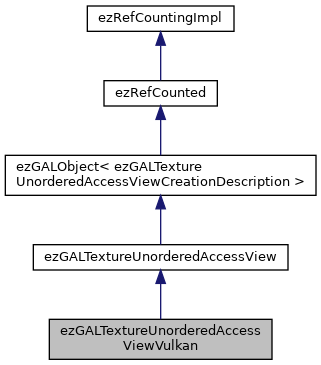 ezRefCountingImpl
ezRefCounted
ezGALObject< ezGALTexture
UnorderedAccessViewCreationDescription >
ezGALTextureUnorderedAccessView
ezGALTextureUnorderedAccess
ViewVulkan